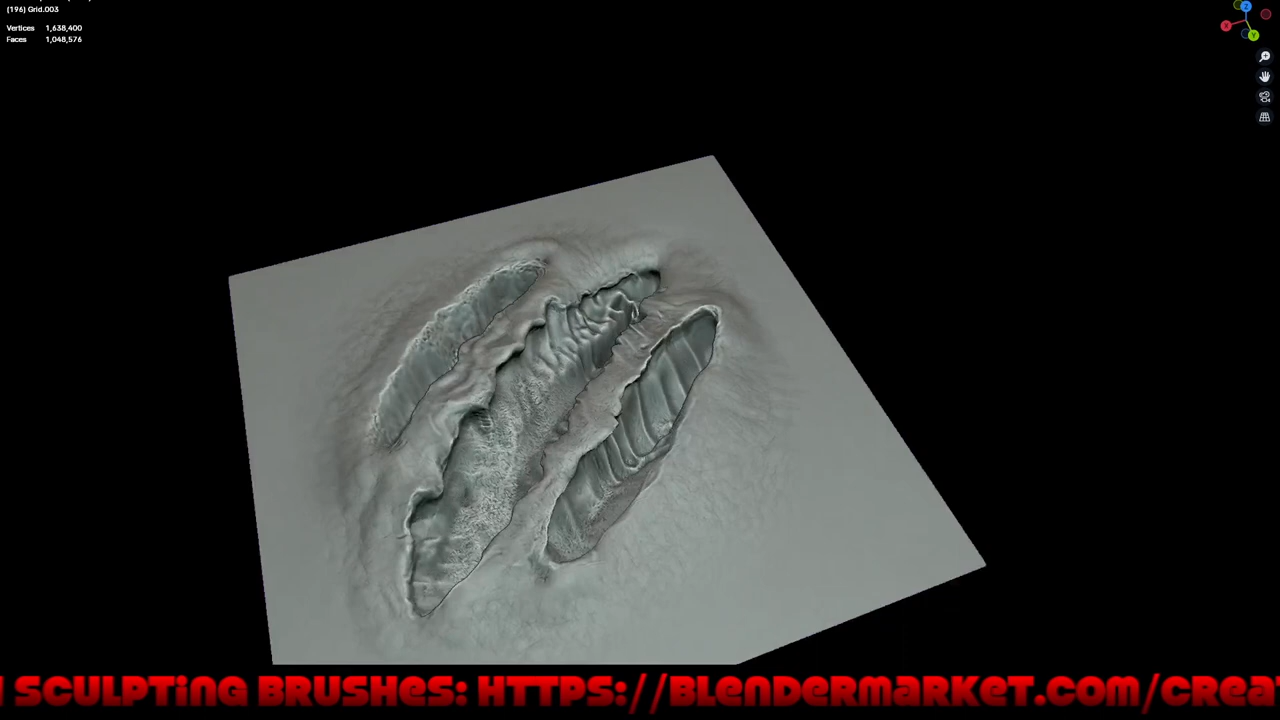 (196) Grid.003
Vertices 1,638,400
Faces 1,048,576
X
Y
Z
SCULPTING BRUSHES: HTTPS://BLENDERMARKET.COM/CREA